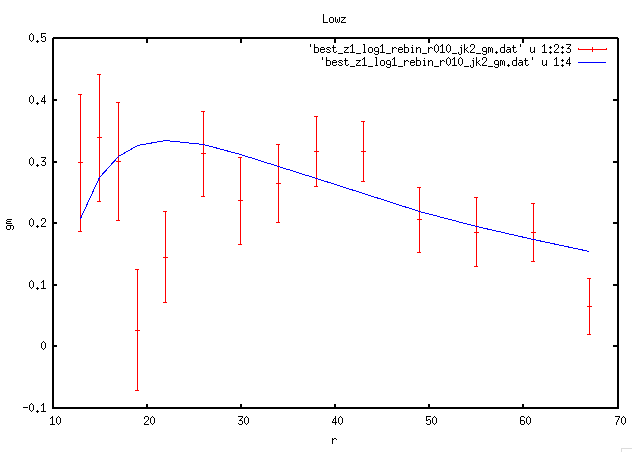 Lowz
0.5
'best_z1_log1_rebin_r010_jk2_gm.dat' u 1:2:3
'best_z1_log1_rebin_r010_jk2_gm.dat' u 1:4
0.4
0.3
gm
0.2
0.1
0
-0.1
10 20 30 40 50 60 70
r